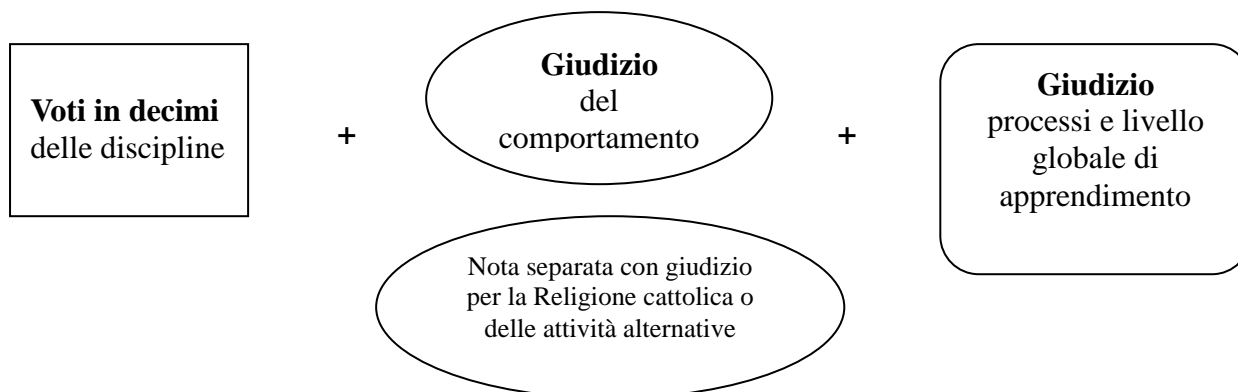 Voti in decimi
delle discipline
+
Giudizio
del
comportamento
+
Giudizio
processi e livello
globale di
apprendimento
Nota separata con giudizio
per la Religione cattolica o
delle attività alternative